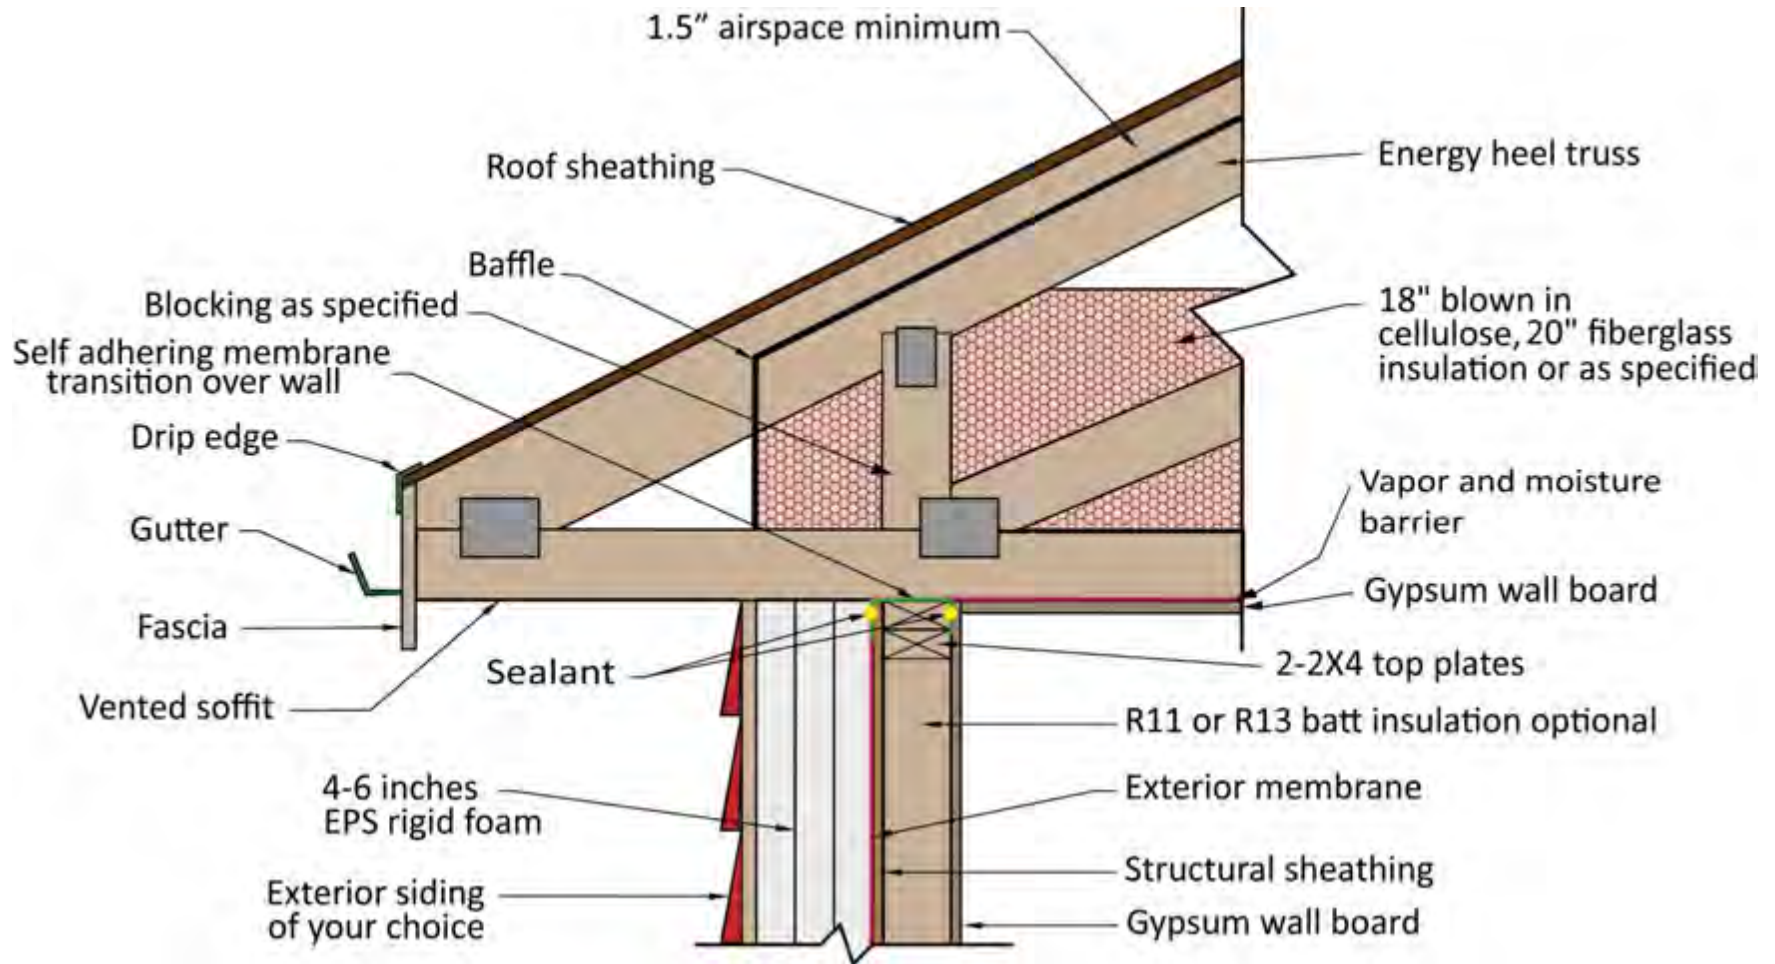 1.5” airspace minimum
Roof sheathing
Energy heel truss
Baffle
Blocking as specified
18" blown in
cellulose, 20" fiberglass
insulation or as specified
Self adhering membrane
transition over wall
Drip edge
Vapor and moisture
barrier
Gutter
Gypsum wall board
Fascia
Sealant
2-2X4 top plates
Vented soffit
R11 or R13 batt insulation optional
4-6 inches
EPS rigid foam
Exterior membrane
Structural sheathing
Exterior siding
of your choice
Gypsum wall board